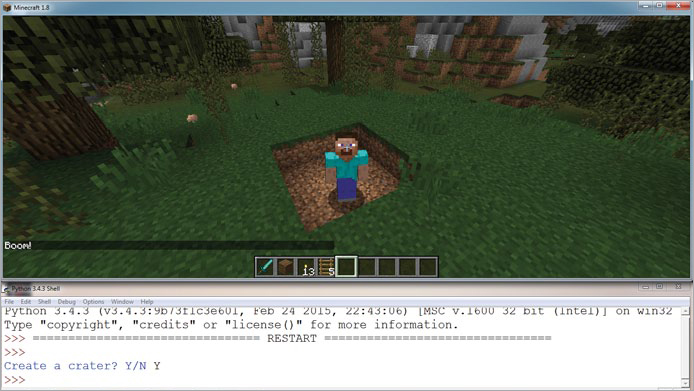 Minecraft 1.8
Boom!
13 5
Python 3.4.3 Shell
File Edit Shell Debug Options Window Help
Python 3.4.3 (v3.4.3:9b73f1c3e601, Feb 24 2015, 22:43:06) [MSC v.1600 32 bit (Intel)] on win32
Type "copyright", "credits" or "license()" for more information.
>>> ================================ RESTART ================================
>>>
Create a crater? Y/N Y
>>>